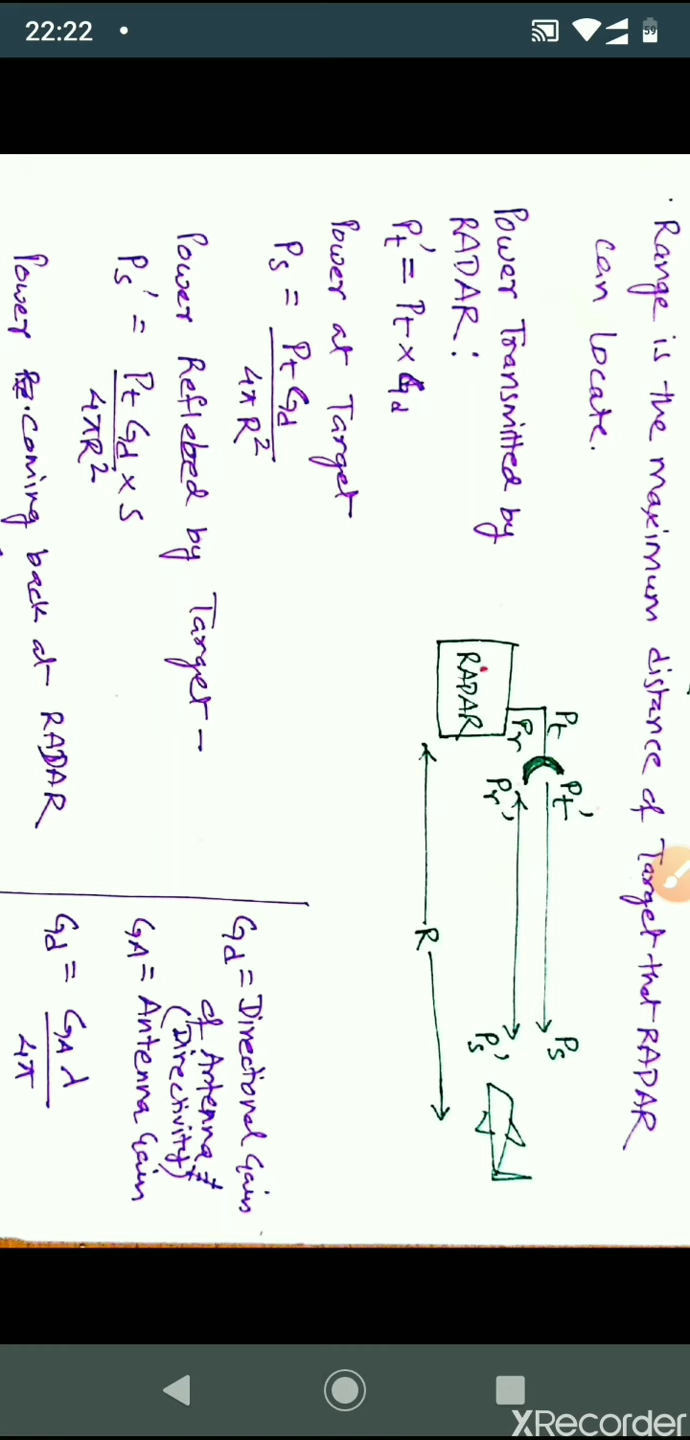 22:22
59
. Range is the maximum distance of Target that RADAR
can Locate.
Power Transmitted by
RADAR:
Pt' = Pt × Gd
Power at Target
Ps = Pt Gd / 4πR²
Power Reflected by Target –
Ps' = Pt Gd / 4πR² × S
Power coming back at RADAR
RADAR
Pt
Pr
Pt'
Pr'
Ps
Ps'
R
Gd = Directional Gain
of Antenna
(Directivity)
GA = Antenna Gain
Gd = GA λ / 4π
XRecorder